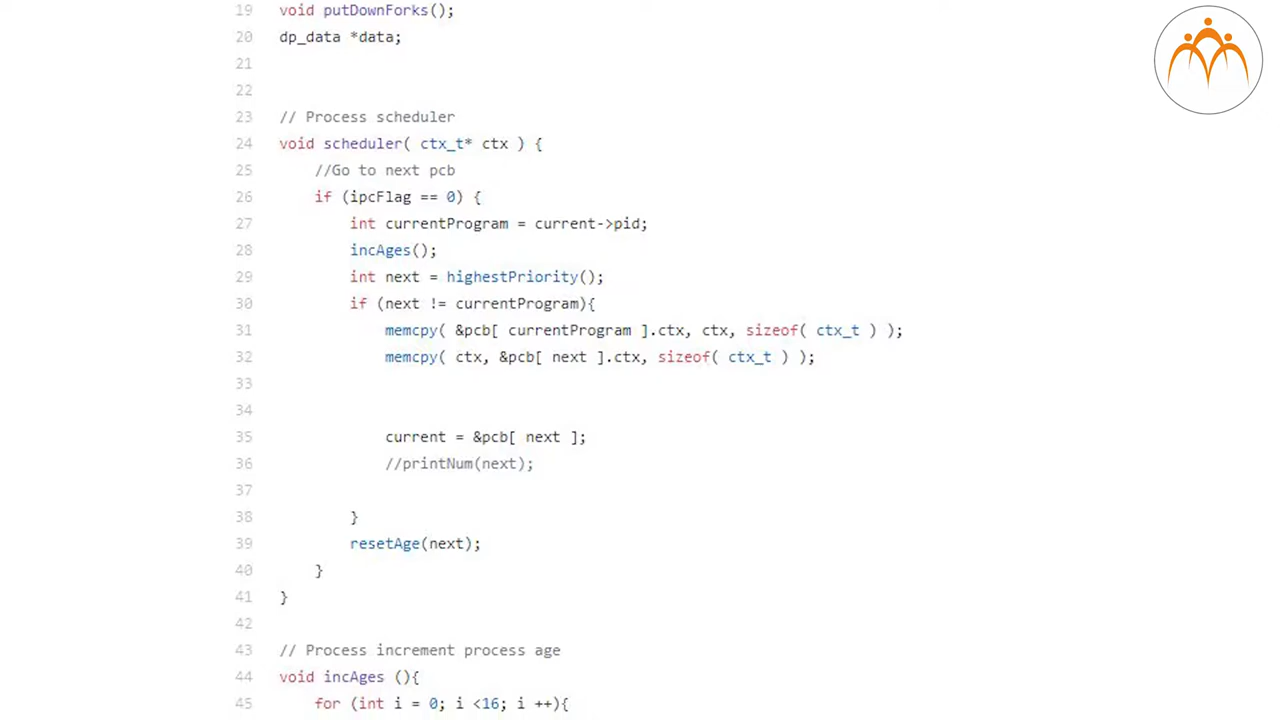 19 void putDownForks();
20 dp_data *data;
21
22
23 // Process scheduler
24 void scheduler( ctx_t* ctx ) {
25 //Go to next pcb
26 if (ipcFlag == 0) {
27 int currentProgram = current->pid;
28 incAges();
29 int next = highestPriority();
30 if (next != currentProgram){
31 memcpy( &pcb[ currentProgram ].ctx, ctx, sizeof( ctx_t ) );
32 memcpy( ctx, &pcb[ next ].ctx, sizeof( ctx_t ) );
33
34
35 current = &pcb[ next ];
36 //printNum(next);
37
38 }
39 resetAge(next);
40 }
41 }
42
43 // Process increment process age
44 void incAges (){
45 for (int i = 0; i <16; i ++){